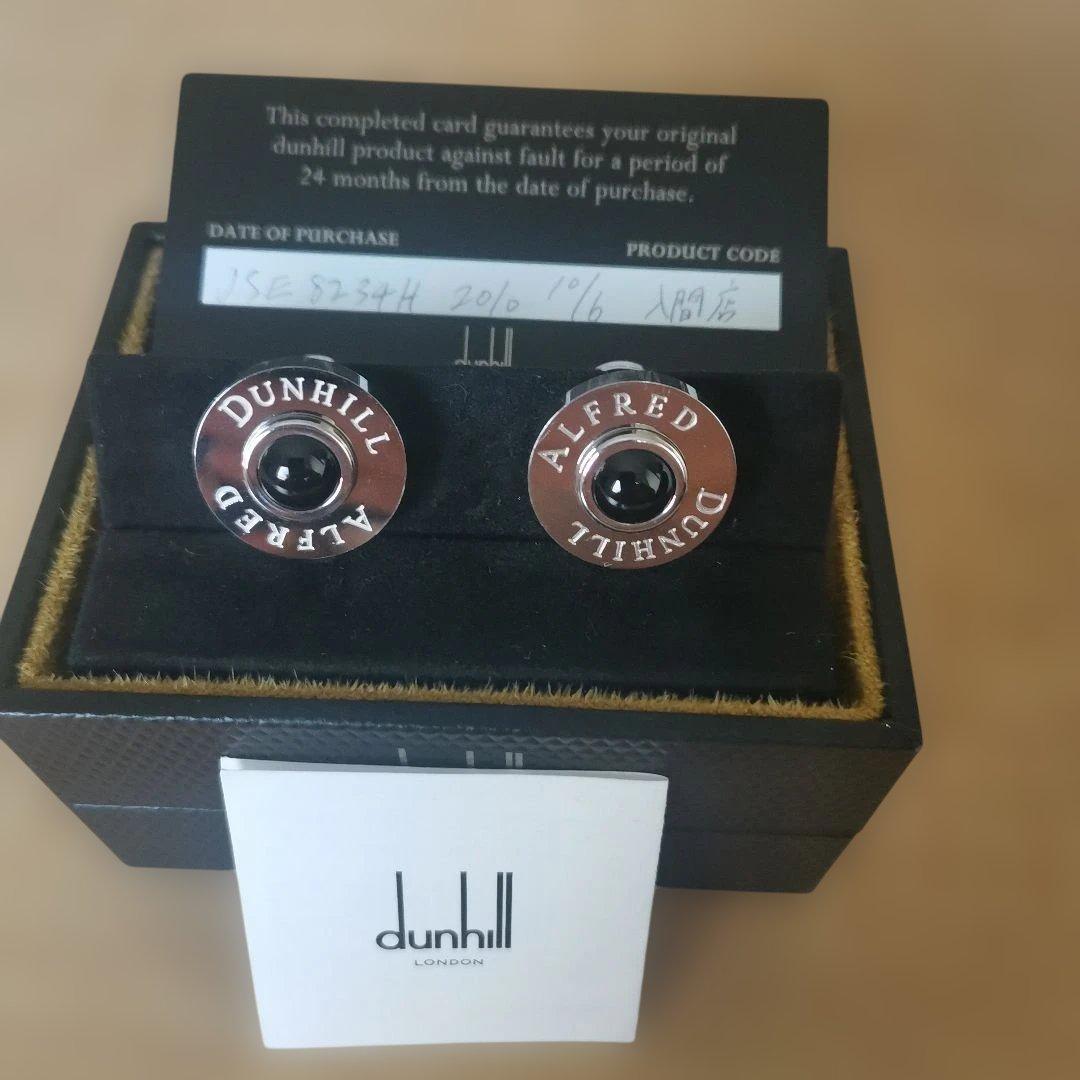 This completed card guarantees your original
dunhill product against fault for a period of
24 months from the date of purchase.
DATE OF PURCHASE PRODUCT CODE
JSE 8234H 2010 10/6 入間店
dunhill
DUNHILL ALFRED
ALFRED DUNHILL
dunhill
LONDON